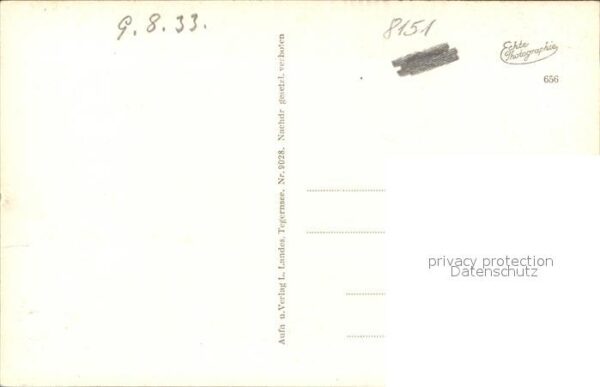 9. 8. 33.
8151
Echte
Photographie
656
Aufn u. Verlag L. Landes, Tegernsee. Nr. 9028. Nachdr gesetzl. verboten
privacy protection
Datenschutz